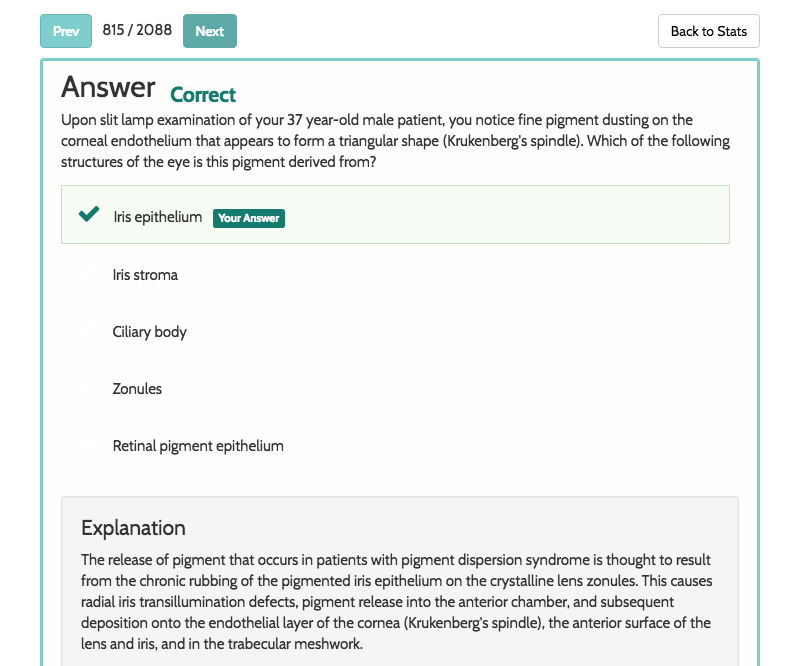 Prev 815 / 2088 Next Back to Stats
Answer Correct
Upon slit lamp examination of your 37 year-old male patient, you notice fine pigment dusting on the
corneal endothelium that appears to form a triangular shape (Krukenberg's spindle). Which of the following
structures of the eye is this pigment derived from?
Iris epithelium Your Answer
Iris stroma
Ciliary body
Zonules
Retinal pigment epithelium
Explanation
The release of pigment that occurs in patients with pigment dispersion syndrome is thought to result
from the chronic rubbing of the pigmented iris epithelium on the crystalline lens zonules. This causes
radial iris transillumination defects, pigment release into the anterior chamber, and subsequent
deposition onto the endothelial layer of the cornea (Krukenberg's spindle), the anterior surface of the
lens and iris, and in the trabecular meshwork.